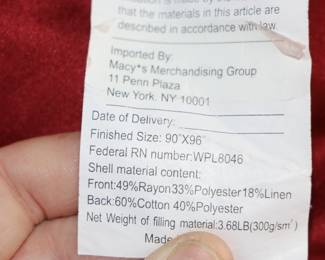 that the materials in this article are
described in accordance with law.
Imported By:
Macy*s Merchandising Group
11 Penn Plaza
New York. NY 10001
Date of Delivery:
Finished Size: 90"X96"
Federal RN number:WPL8046
Shell material content:
Front:49%Rayon33%Polyester18%Linen
Back:60%Cotton 40%Polyester
Net Weight of filling material:3.68LB(300g/sm²)
Made